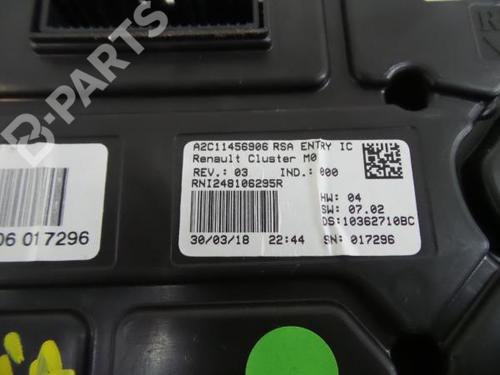 B-PARTS
A2C11456906 RSA ENTRY IC
Renault Cluster M0
REV.: 03 IND.: 000
RNI248106295R
HW: 04
SW: 07.02
DS:10362710BC
30/03/18 22:44 SN: 017296
06 017296